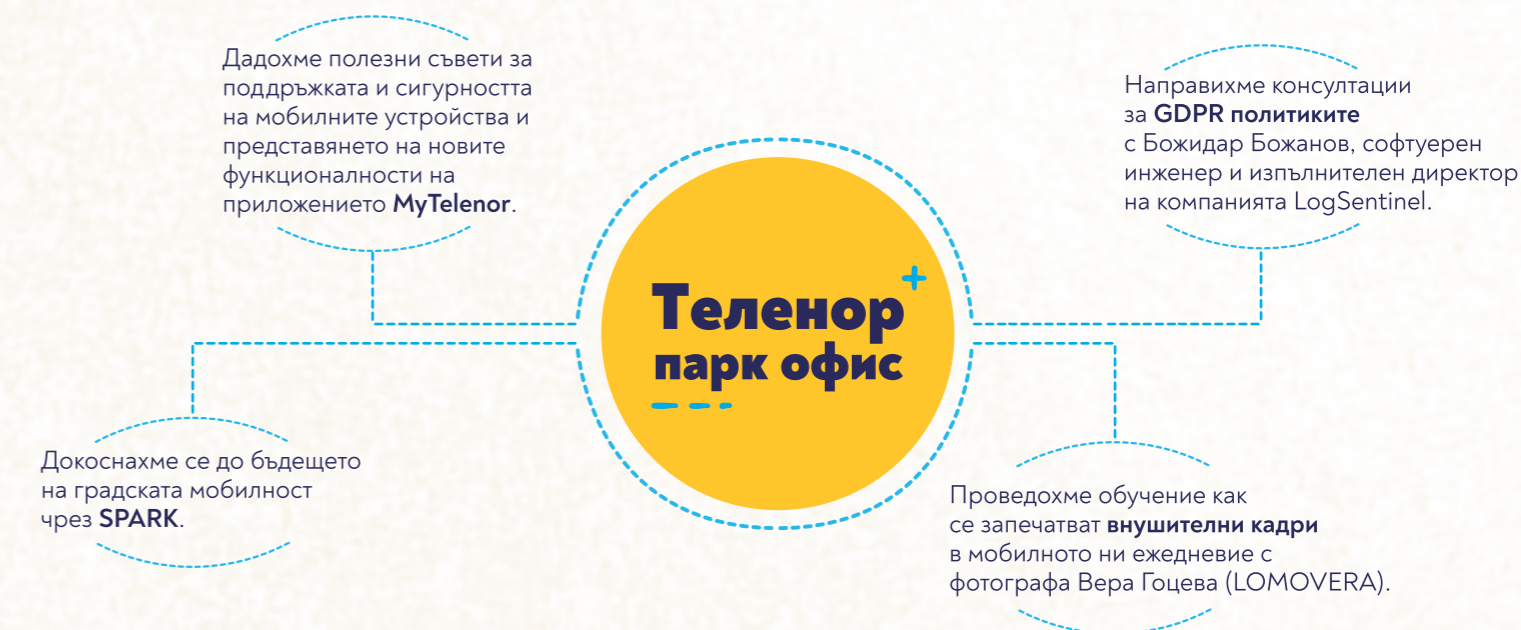 Дадохме полезни съвети за
поддръжката и сигурността
на мобилните устройства и
представянето на новите
функционалности на
приложението MyTelenor.
Направихме консултации
за GDPR политиките
с Божидар Божанов, софтуерен
инженер и изпълнителен директор
на компанията LogSentinel.
Теленор
парк офис
Докоснахме се до бъдещето
на градската мобилност
чрез SPARK.
Проведохме обучение как
се запечатват внушителни кадри
в мобилното ни ежедневие с
фотографа Вера Гоцева (LOMOVERA).